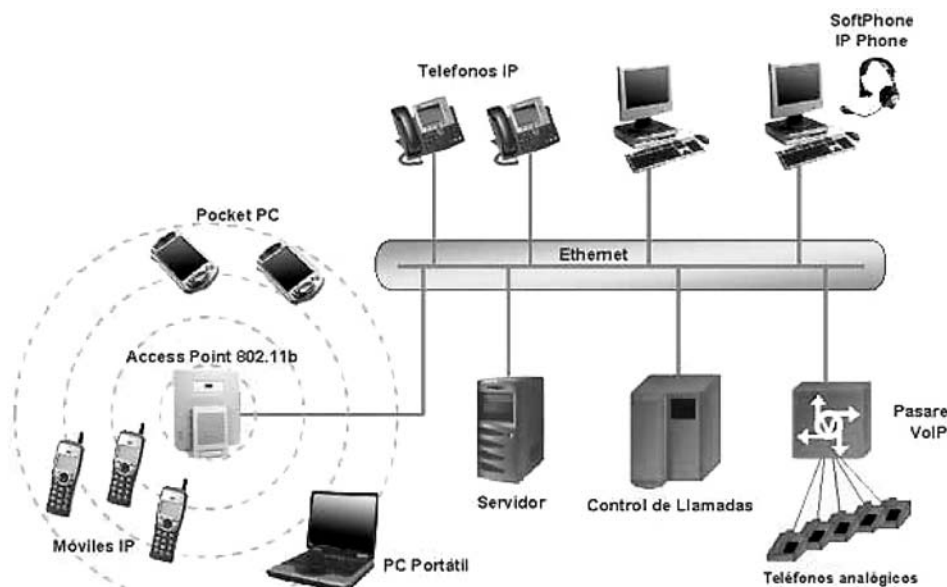 SoftPhone
IP Phone
Telefonos IP
Pocket PC
Ethernet
Access Point 802.11b
Pasare
VoIP
Servidor
Control de Llamadas
Móviles IP
PC Portátil
Teléfonos analógicos